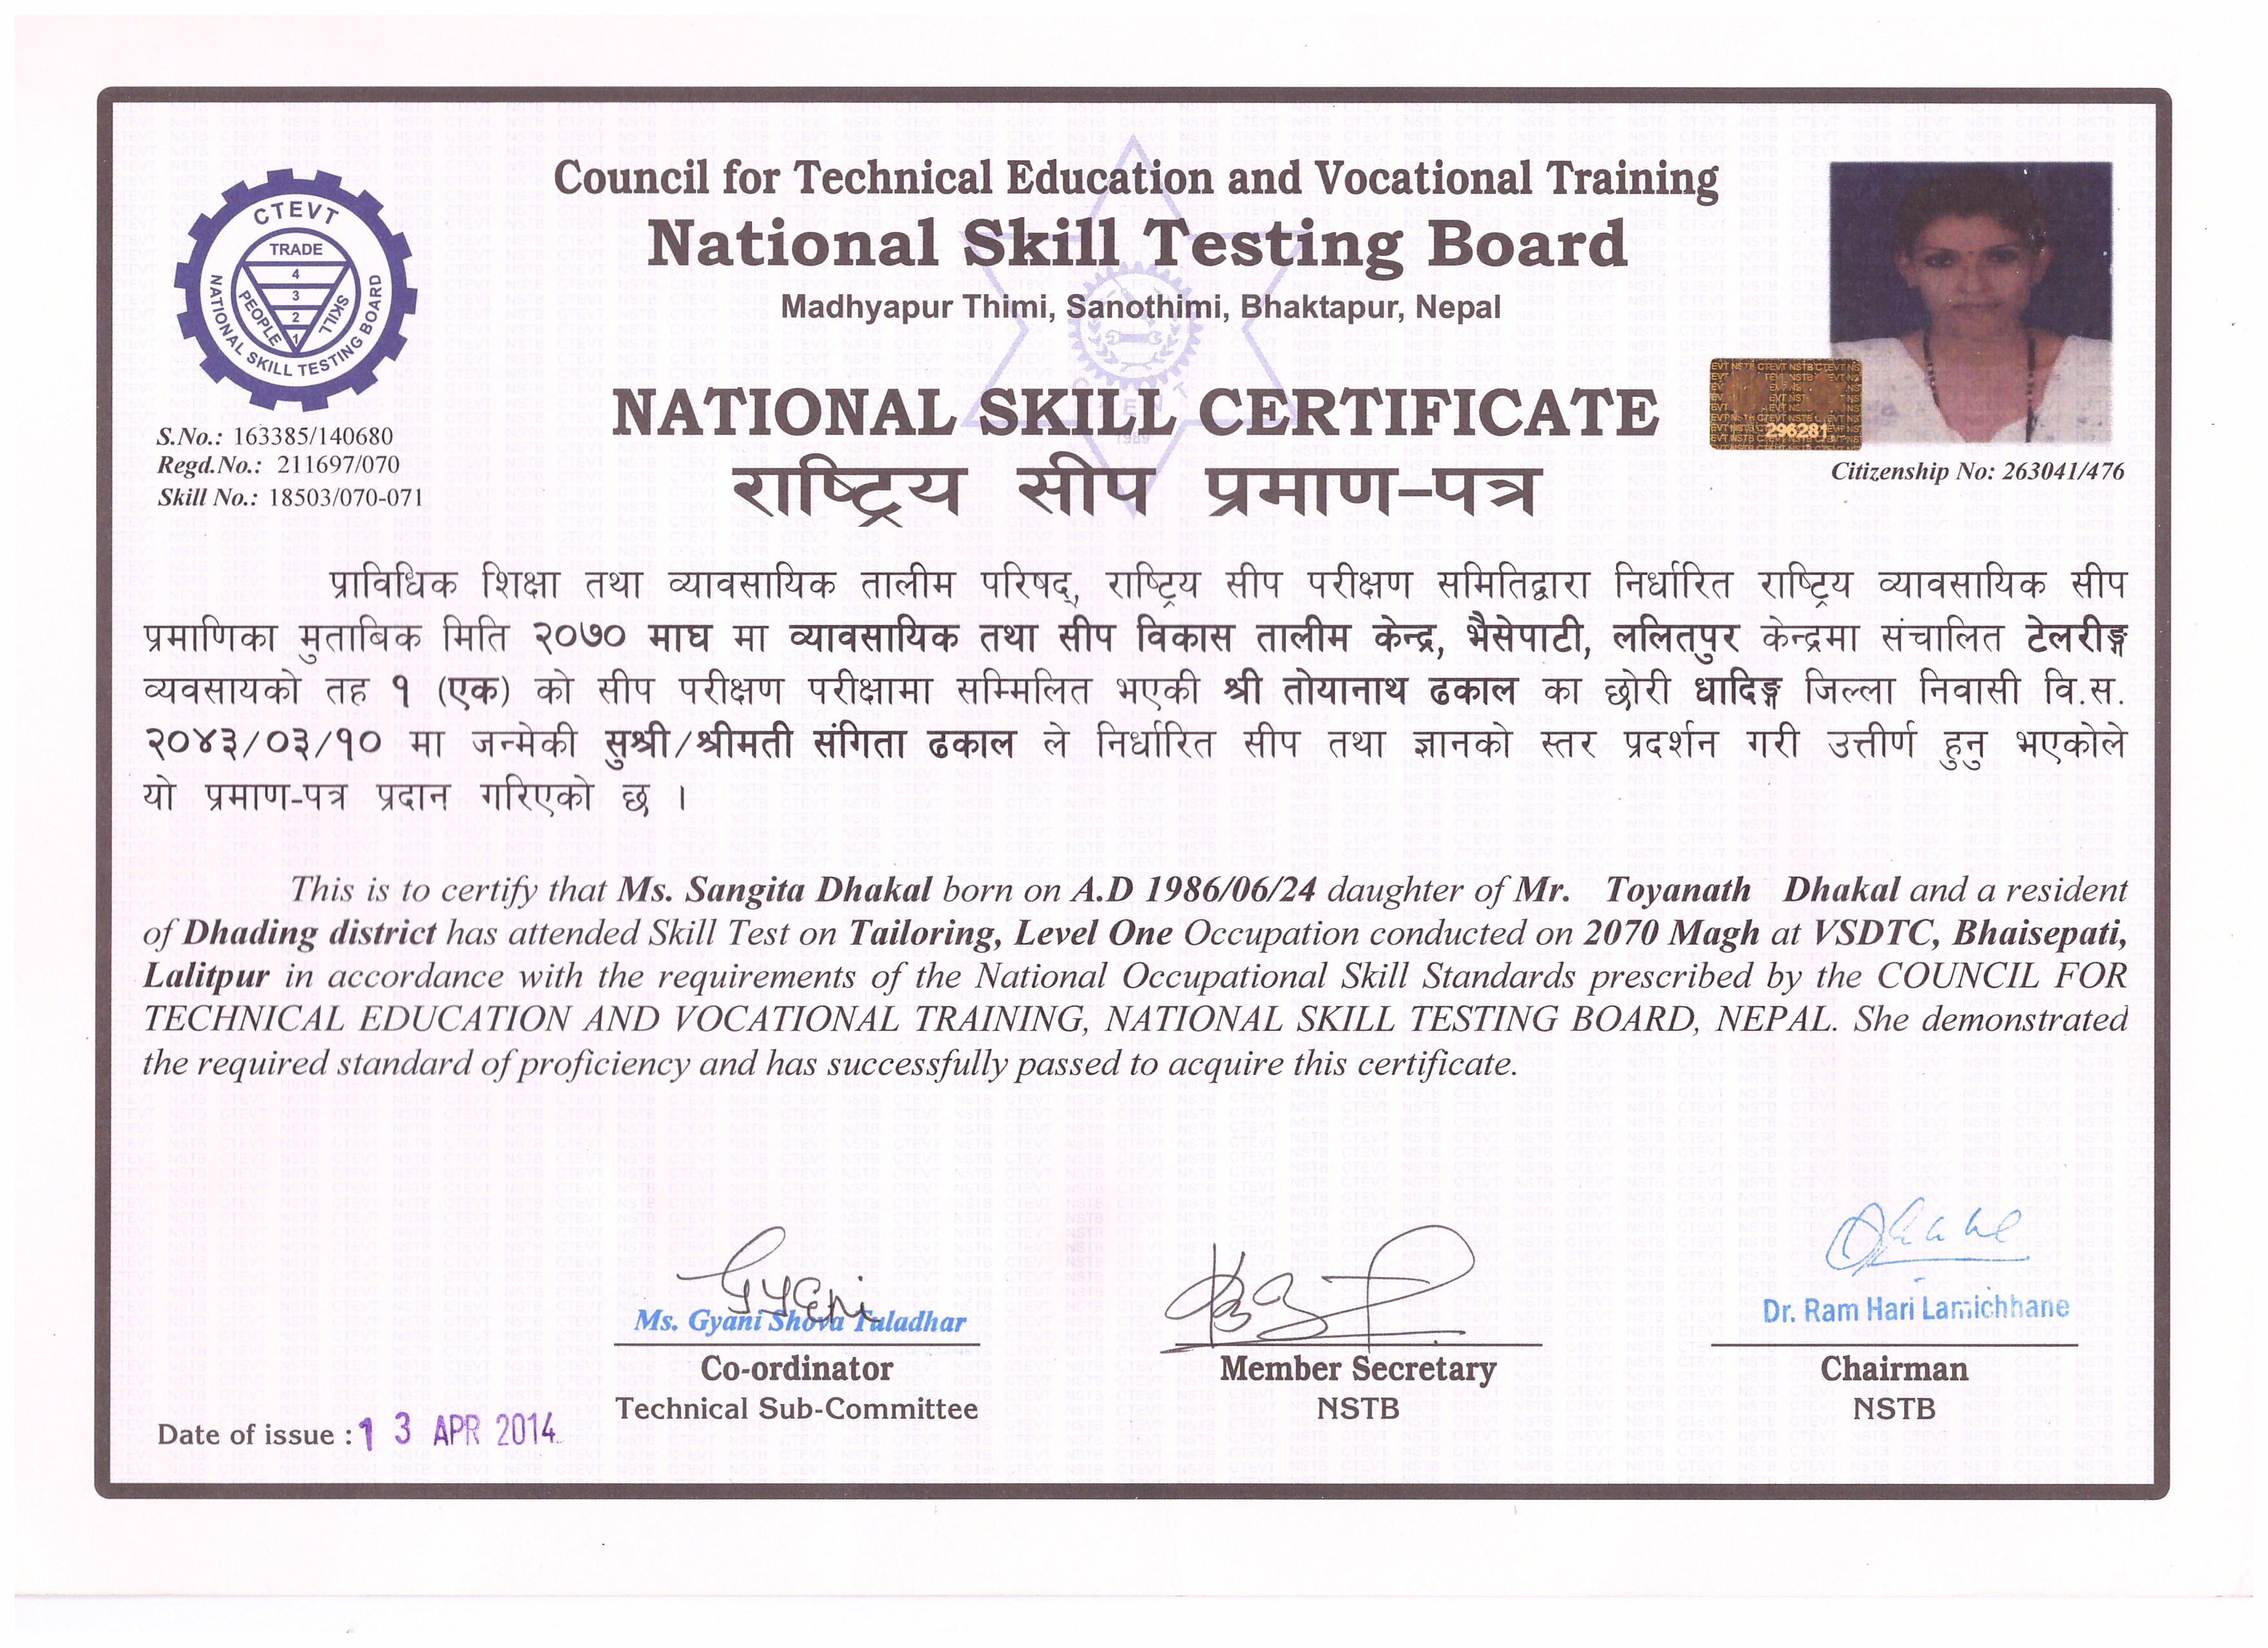 Council for Technical Education and Vocational Training
National Skill Testing Board
Madhyapur Thimi, Sanothimi, Bhaktapur, Nepal
CTEVT
TRADE
4
3
2
1
PEOPLE
SKILL
NATIONAL SKILL TESTING BOARD
NATIONAL SKILL CERTIFICATE
राष्ट्रिय सीप प्रमाण-पत्र
1989
S.No.: 163385/140680
Regd.No.: 211697/070
Skill No.: 18503/070-071
296281
Citizenship No: 263041/476
प्राविधिक शिक्षा तथा व्यावसायिक तालीम परिषद्, राष्ट्रिय सीप परीक्षण समितिद्वारा निर्धारित राष्ट्रिय व्यावसायिक सीप
प्रमाणिका मुताबिक मिति २०७० माघ मा व्यावसायिक तथा सीप विकास तालीम केन्द्र, भैसेपाटी, ललितपुर केन्द्रमा संचालित टेलरीङ्ग
व्यवसायको तह १ (एक) को सीप परीक्षण परीक्षामा सम्मिलित भएकी श्री तोयानाथ ढकाल का छोरी धादिङ्ग जिल्ला निवासी वि.स.
२०४३/०३/१० मा जन्मेकी सुश्री/श्रीमती संगिता ढकाल ले निर्धारित सीप तथा ज्ञानको स्तर प्रदर्शन गरी उत्तीर्ण हुनु भएकोले
यो प्रमाण-पत्र प्रदान गरिएको छ ।
This is to certify that Ms. Sangita Dhakal born on A.D 1986/06/24 daughter of Mr. Toyanath Dhakal and a resident
of Dhading district has attended Skill Test on Tailoring, Level One Occupation conducted on 2070 Magh at VSDTC, Bhaisepati,
Lalitpur in accordance with the requirements of the National Occupational Skill Standards prescribed by the COUNCIL FOR
TECHNICAL EDUCATION AND VOCATIONAL TRAINING, NATIONAL SKILL TESTING BOARD, NEPAL. She demonstrated
the required standard of proficiency and has successfully passed to acquire this certificate.
Gyani
Ms. Gyani Shova Tuladhar
Co-ordinator
Technical Sub-Committee
Member Secretary
NSTB
Dr. Ram Hari Lamichhane
Chairman
NSTB
Date of issue : 13 APR 2014